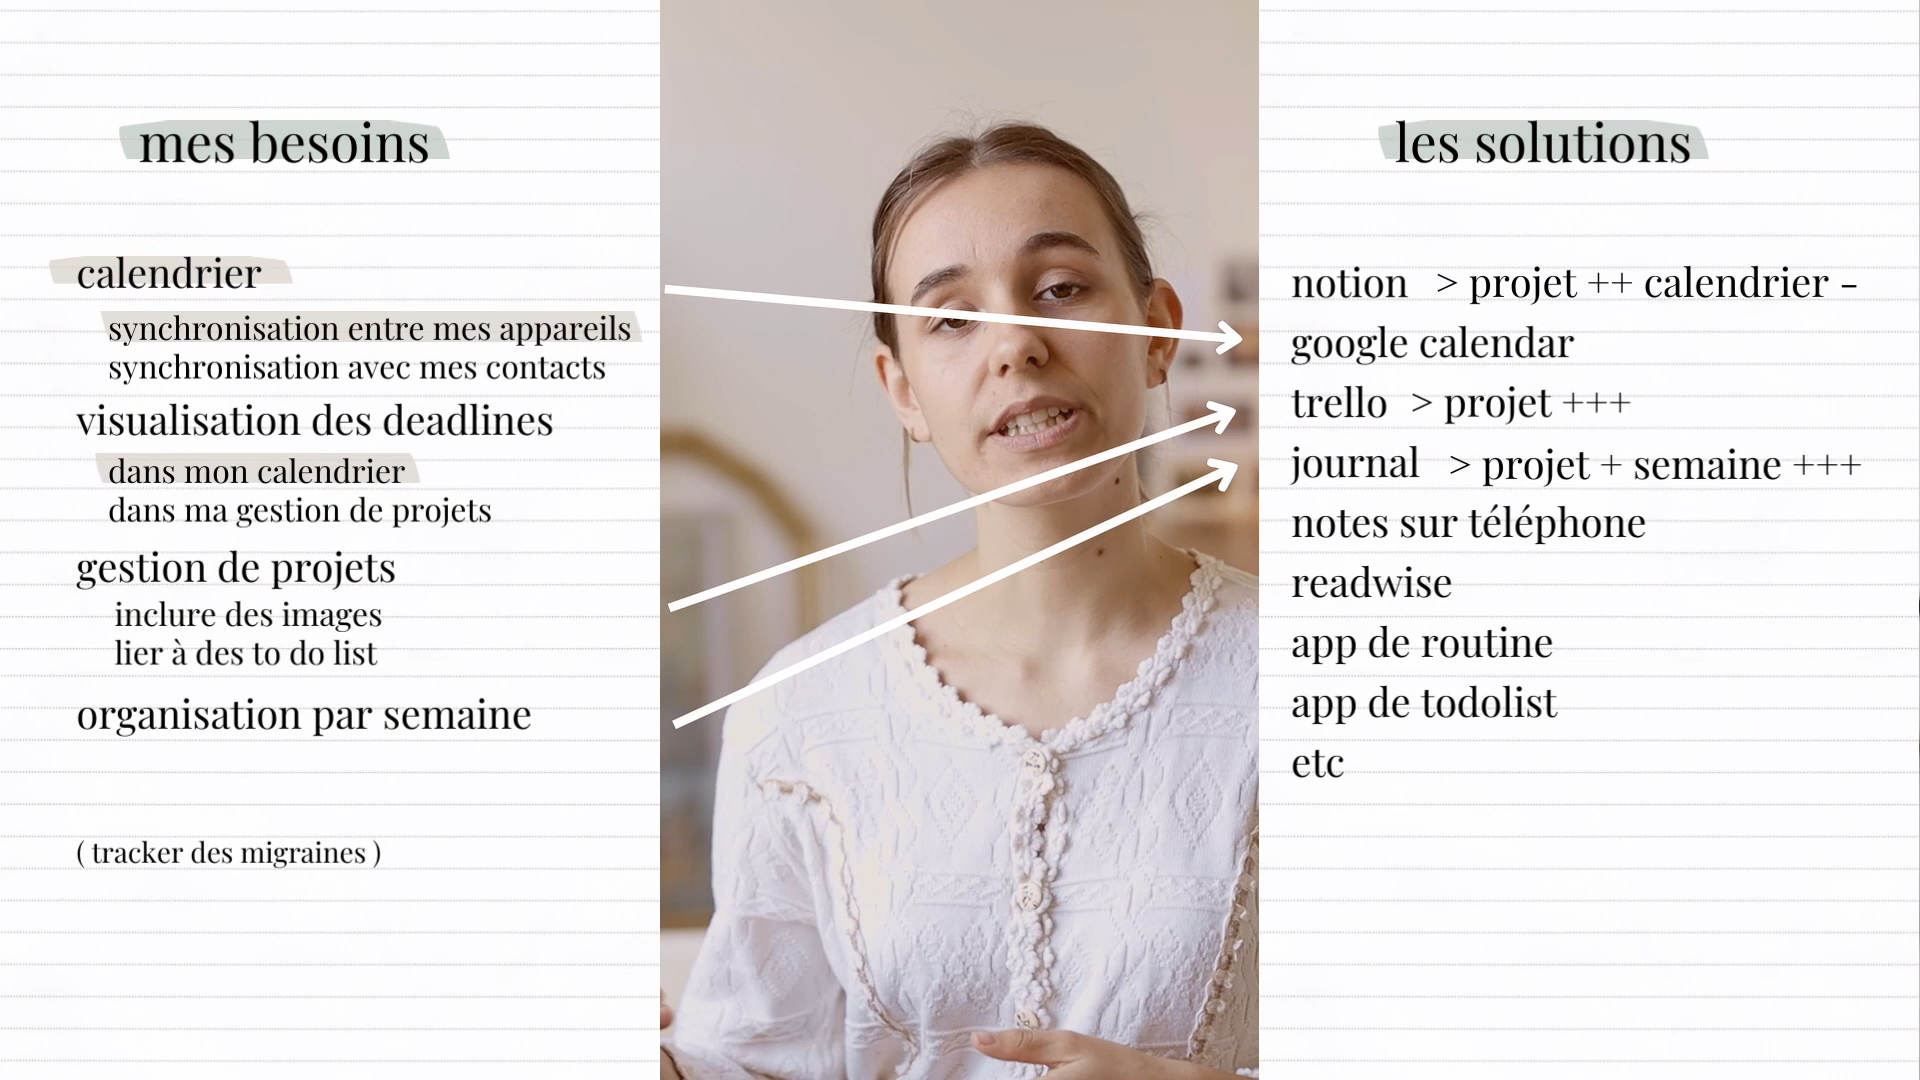 mes besoins
calendrier
synchronisation entre mes appareils
synchronisation avec mes contacts
visualisation des deadlines
dans mon calendrier
dans ma gestion de projets
gestion de projets
inclure des images
lier à des to do list
organisation par semaine
( tracker des migraines )
les solutions
notion > projet ++ calendrier -
google calendar
trello > projet +++
journal > projet + semaine +++
notes sur téléphone
readwise
app de routine
app de todolist
etc